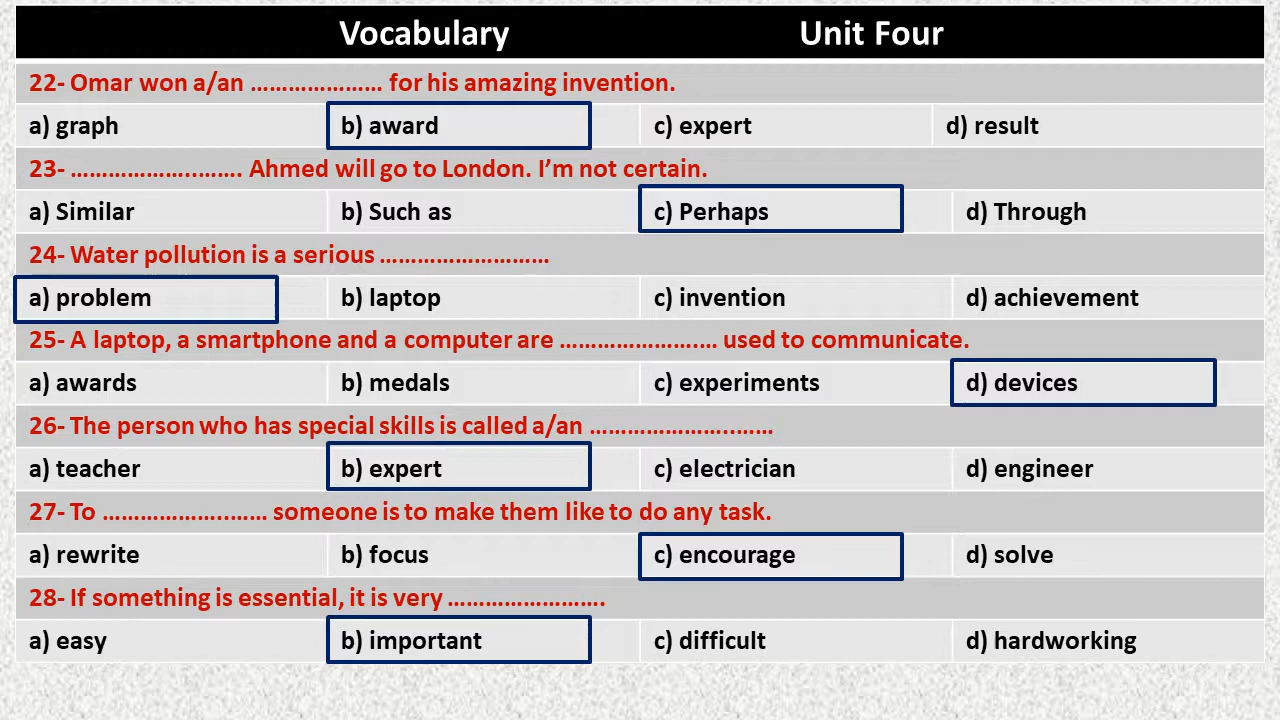 Vocabulary Unit Four
22- Omar won a/an ………………… for his amazing invention.
a) graph b) award c) expert d) result
23- ………………..……. Ahmed will go to London. I’m not certain.
a) Similar b) Such as c) Perhaps d) Through
24- Water pollution is a serious ………………………
a) problem b) laptop c) invention d) achievement
25- A laptop, a smartphone and a computer are ………………….… used to communicate.
a) awards b) medals c) experiments d) devices
26- The person who has special skills is called a/an …………………..……
a) teacher b) expert c) electrician d) engineer
27- To ………………..…… someone is to make them like to do any task.
a) rewrite b) focus c) encourage d) solve
28- If something is essential, it is very …………………….
a) easy b) important c) difficult d) hardworking